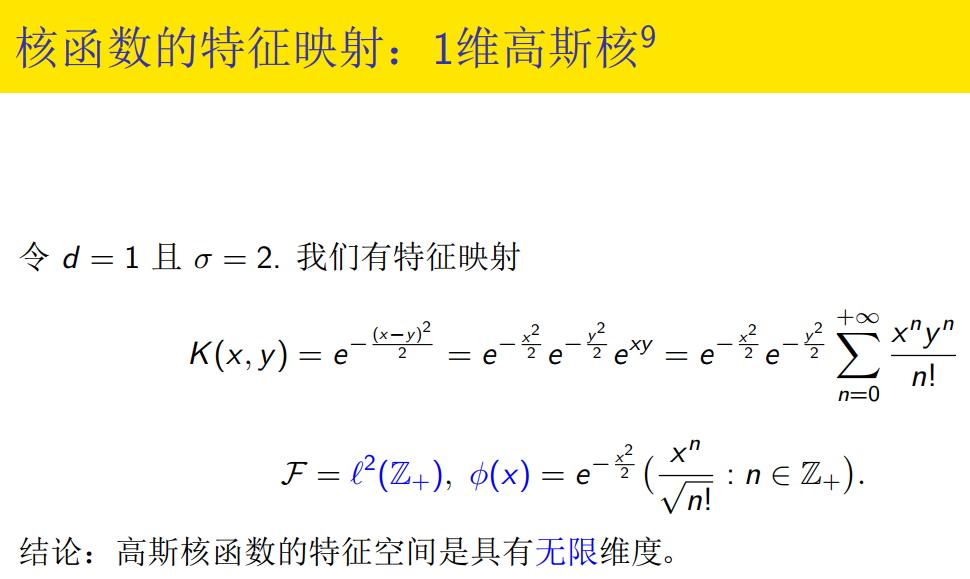 核函数的特征映射：1维高斯核⁹
令 d = 1 且 σ = 2. 我们有特征映射
K(x, y) = e^{-\frac{(x-y)^2}{2}} = e^{-\frac{x^2}{2}} e^{-\frac{y^2}{2}} e^{xy} = e^{-\frac{x^2}{2}} e^{-\frac{y^2}{2}} \sum_{n=0}^{+\infty} \frac{x^n y^n}{n!}
\mathcal{F} = \ell^2(\mathbb{Z}_+), \phi(x) = e^{-\frac{x^2}{2}} (\frac{x^n}{\sqrt{n!}} : n \in \mathbb{Z}_+).
结论：高斯核函数的特征空间是具有无限维度。